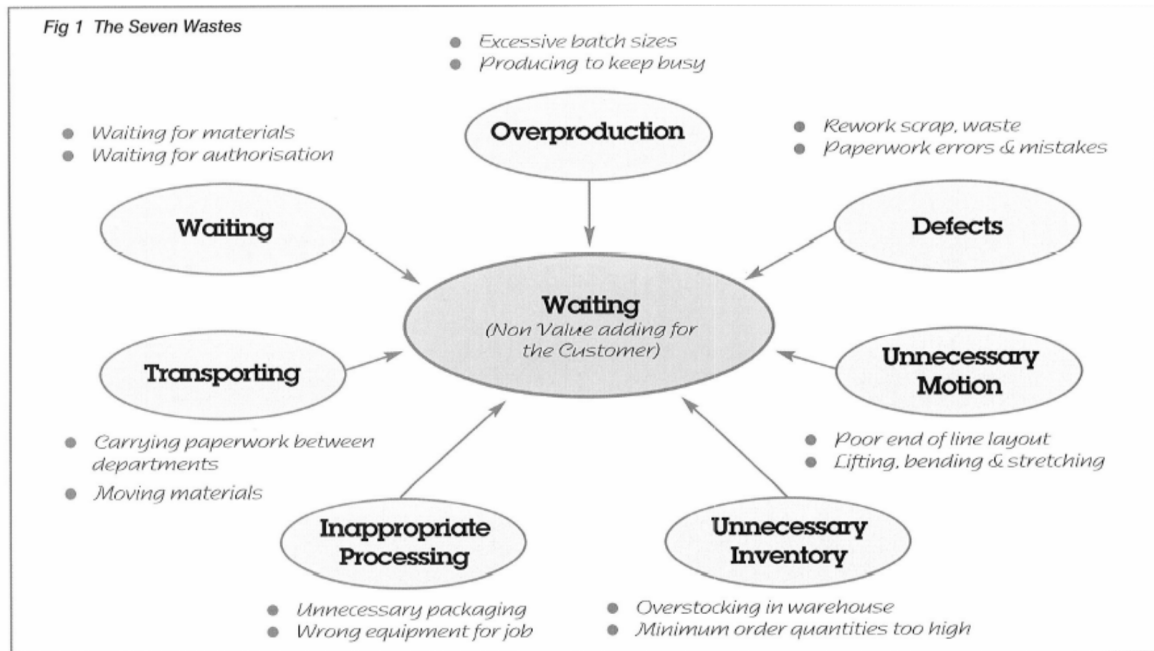 Fig 1 The Seven Wastes
● Excessive batch sizes
● Producing to keep busy
Overproduction
● Waiting for materials
● Waiting for authorisation
Waiting
● Rework scrap, waste
● Paperwork errors & mistakes
Defects
Waiting
(Non Value adding for
the Customer)
Transporting
● Carrying paperwork between
departments
● Moving materials
Unnecessary
Motion
● Poor end of line layout
● Lifting, bending & stretching
Inappropriate
Processing
● Unnecessary packaging
● Wrong equipment for job
Unnecessary
Inventory
● Overstocking in warehouse
● Minimum order quantities too high